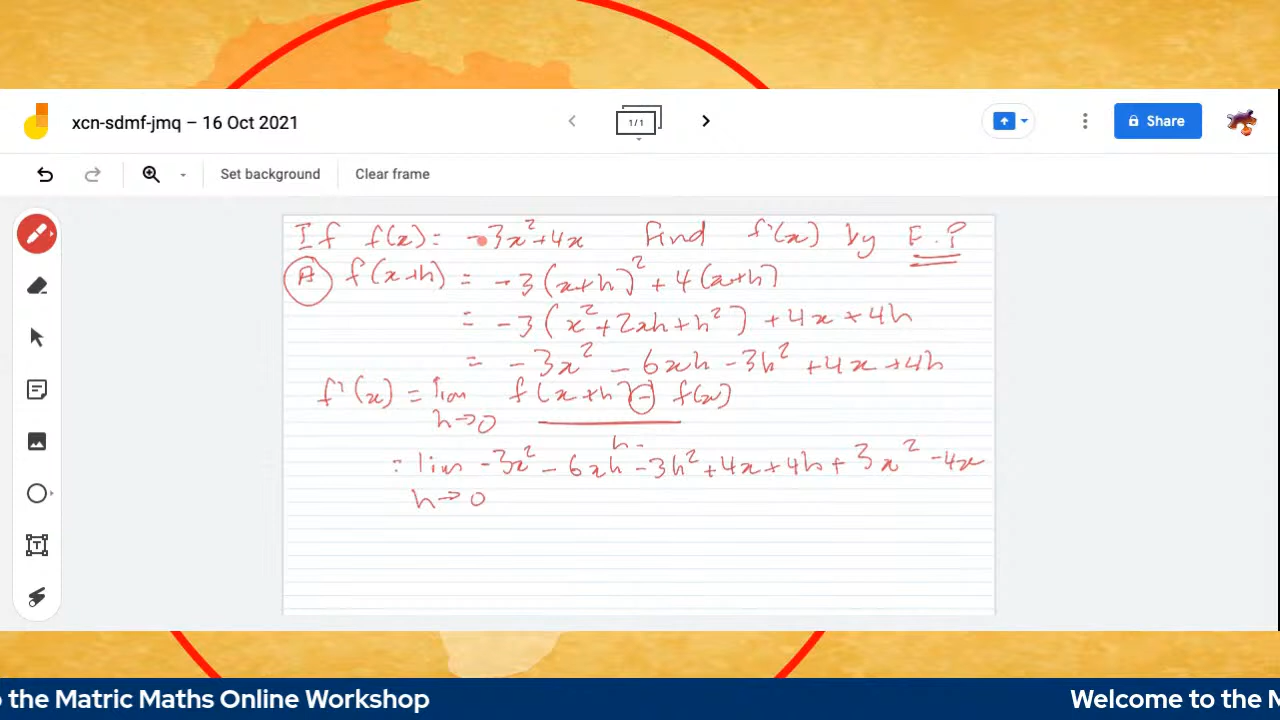 xcn-sdmf-jmq – 16 Oct 2021
1/1
Share
Set background
Clear frame
If f(x) = -3x²+4x Find f'(x) by F.P
A f(x+h) = -3(x+h)² + 4(x+h)
= -3(x²+2xh+h²) +4x+4h
= -3x² - 6xh -3h² +4x +4h
f'(x) = lim f(x+h) - f(x)
h→0
h
= lim -3x² - 6xh -3h² +4x+4h +3x² -4x
h→0
o the Matric Maths Online Workshop
Welcome to the M